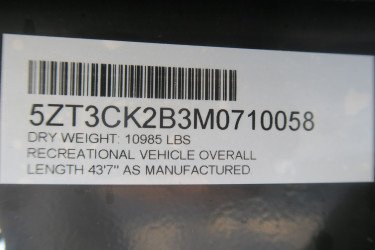 5ZT3CK2B3M0710058
DRY WEIGHT: 10985 LBS
RECREATIONAL VEHICLE OVERALL
LENGTH 43'7" AS MANUFACTURED